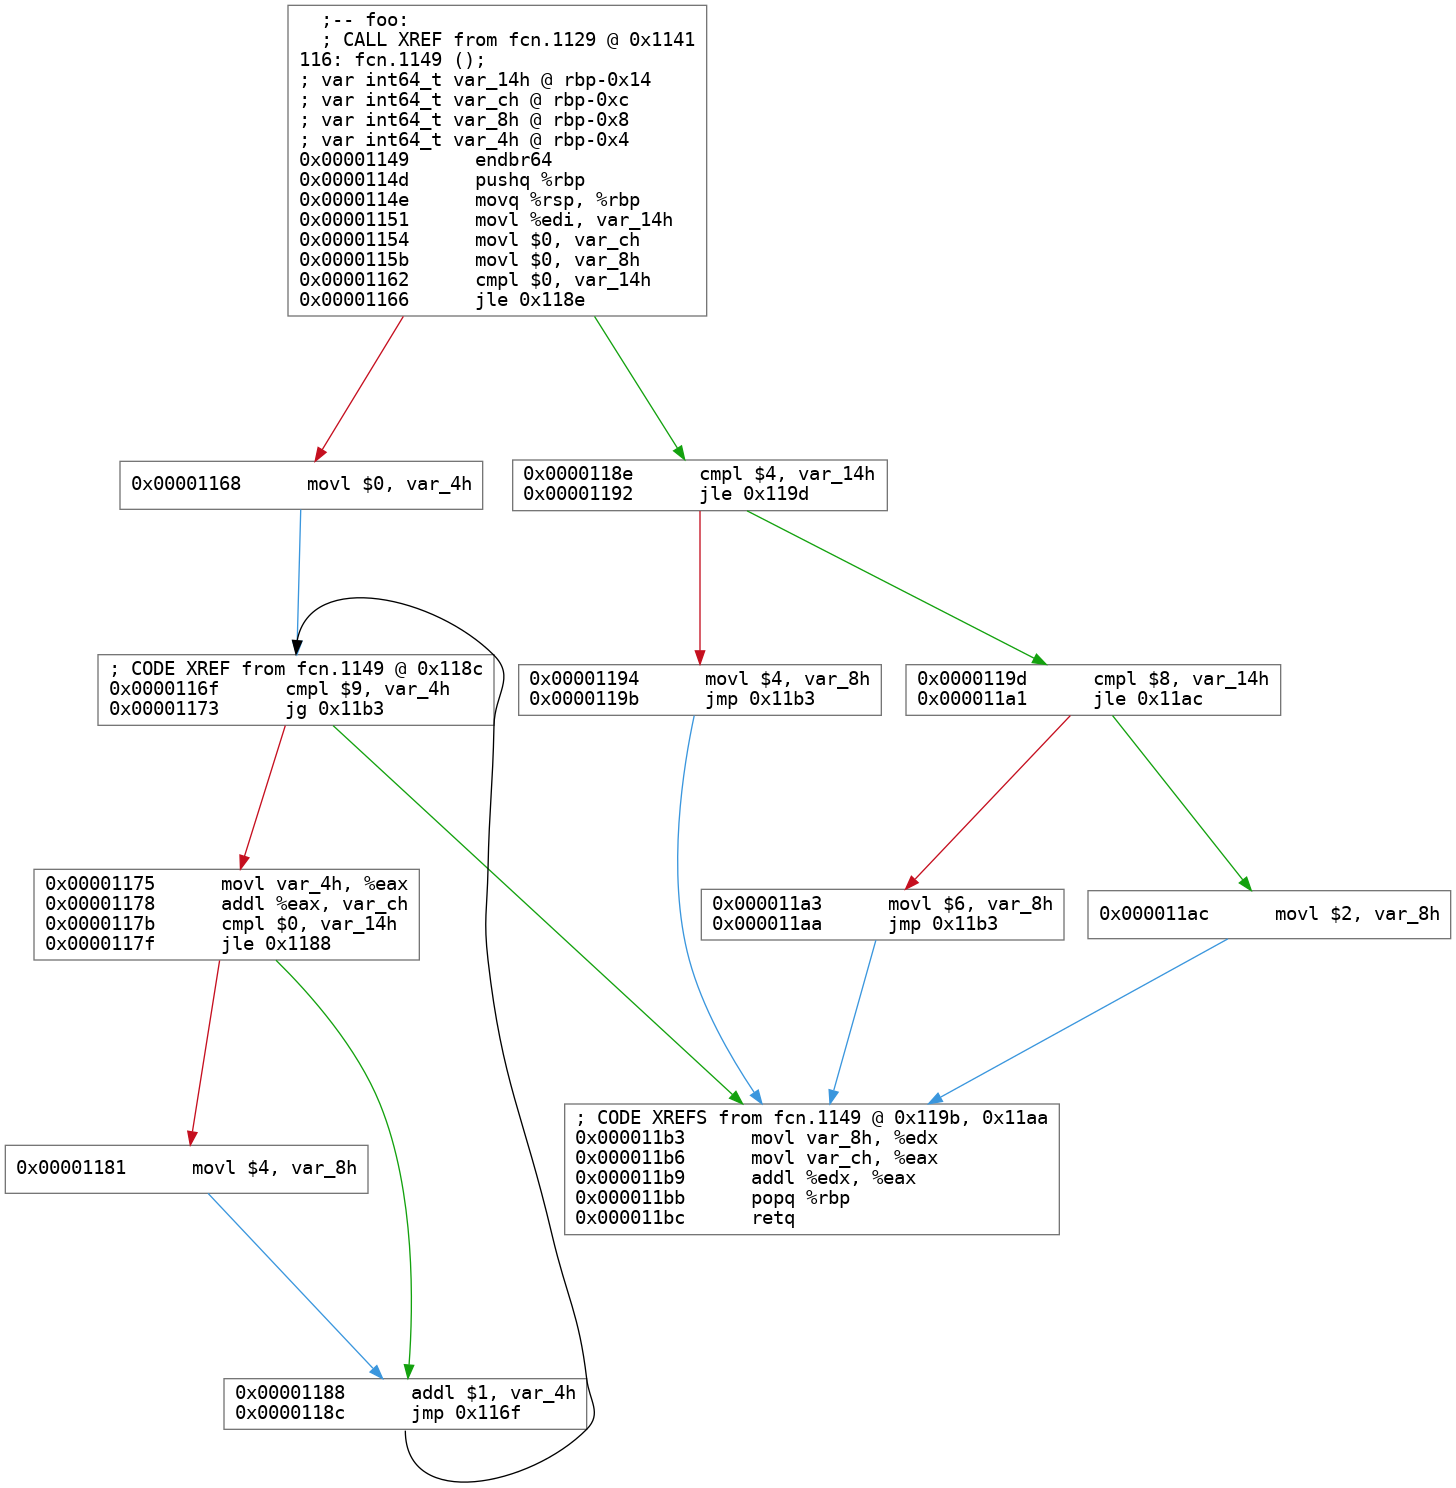 ;-- foo:
; CALL XREF from fcn.1129 @ 0x1141
116: fcn.1149 ();
; var int64_t var_14h @ rbp-0x14
; var int64_t var_ch @ rbp-0xc
; var int64_t var_8h @ rbp-0x8
; var int64_t var_4h @ rbp-0x4
0x00001149      endbr64
0x0000114d      pushq %rbp
0x0000114e      movq %rsp, %rbp
0x00001151      movl %edi, var_14h
0x00001154      movl $0, var_ch
0x0000115b      movl $0, var_8h
0x00001162      cmpl $0, var_14h
0x00001166      jle 0x118e
0x00001168      movl $0, var_4h
0x0000118e      cmpl $4, var_14h
0x00001192      jle 0x119d
; CODE XREF from fcn.1149 @ 0x118c
0x0000116f      cmpl $9, var_4h
0x00001173      jg 0x11b3
0x00001194      movl $4, var_8h
0x0000119b      jmp 0x11b3
0x0000119d      cmpl $8, var_14h
0x000011a1      jle 0x11ac
0x00001175      movl var_4h, %eax
0x00001178      addl %eax, var_ch
0x0000117b      cmpl $0, var_14h
0x0000117f      jle 0x1188
0x000011a3      movl $6, var_8h
0x000011aa      jmp 0x11b3
0x000011ac      movl $2, var_8h
0x00001181      movl $4, var_8h
; CODE XREFS from fcn.1149 @ 0x119b, 0x11aa
0x000011b3      movl var_8h, %edx
0x000011b6      movl var_ch, %eax
0x000011b9      addl %edx, %eax
0x000011bb      popq %rbp
0x000011bc      retq
0x00001188      addl $1, var_4h
0x0000118c      jmp 0x116f